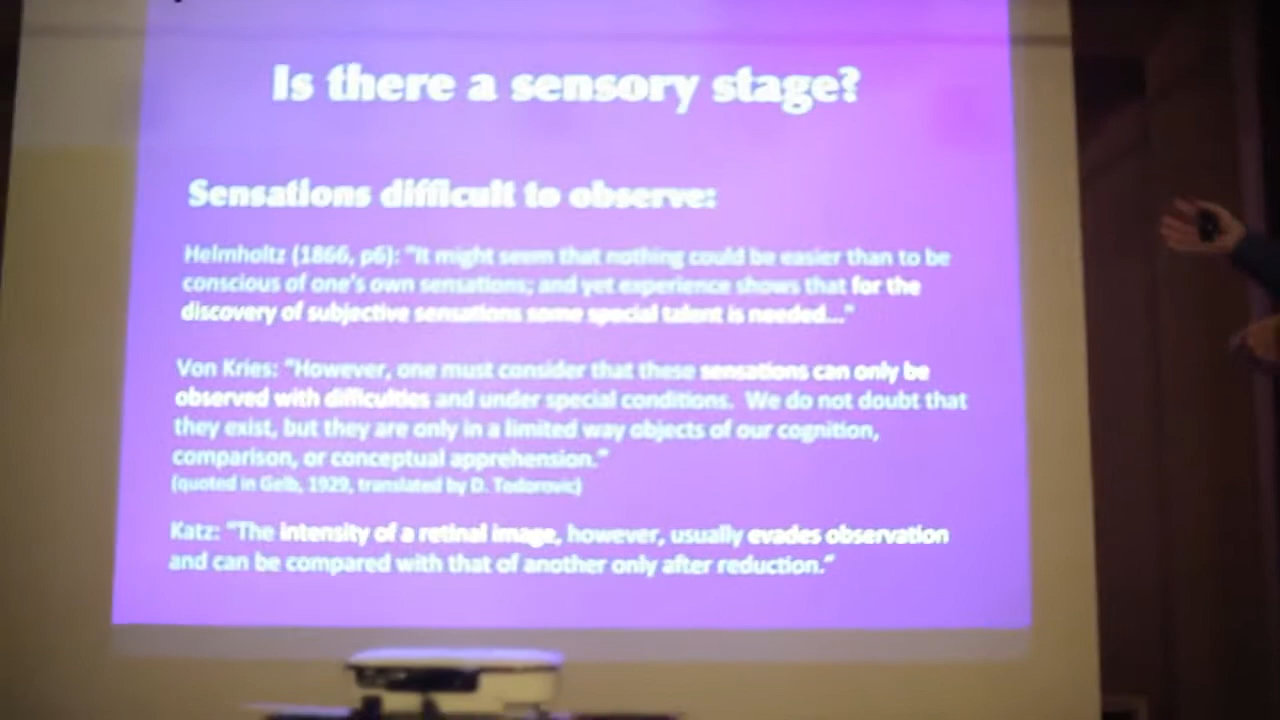 Is there a sensory stage?
Sensations difficult to observe:
Helmholtz (1866, p6): "It might seem that nothing could be easier than to be
conscious of one's own sensations; and yet experience shows that for the
discovery of subjective sensations some special talent is needed..."
Von Kries: "However, one must consider that these sensations can only be
observed with difficulties and under special conditions. We do not doubt that
they exist, but they are only in a limited way objects of our cognition,
comparison, or conceptual apprehension."
(quoted in Gelb, 1929, translated by D. Todorovic)
Katz: "The intensity of a retinal image, however, usually evades observation
and can be compared with that of another only after reduction."